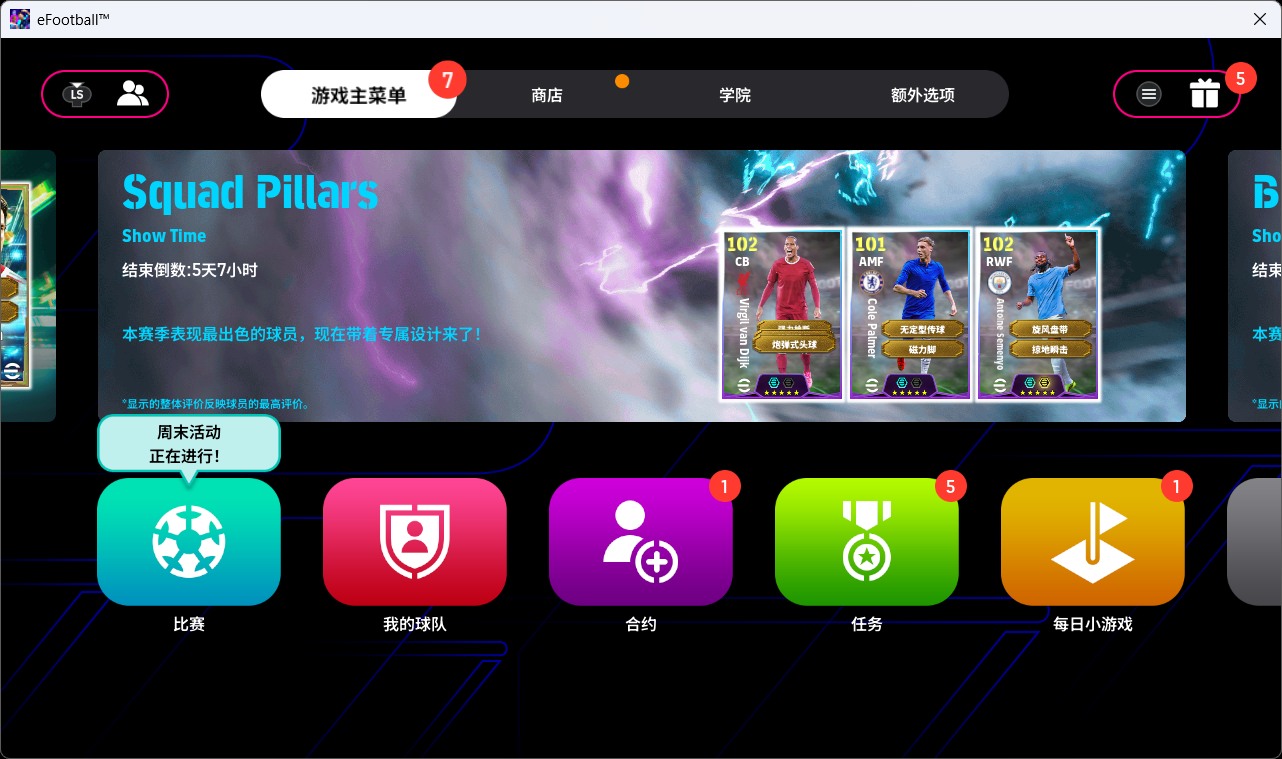 eFootball™
LS
游戏主菜单
7
商店
学院
额外选项
5
Squad Pillars
Show Time
结束倒数:5天7小时
本赛季表现最出色的球员，现在带着专属设计来了!
*显示的整体评价反映球员的最高评价。
102
CB
Virgil van Dijk
炮弹式头球
101
AMF
Cole Palmer
无定型传球
磁力脚
102
RWF
Antoine Semenyo
旋风盘带
掠地瞬击
B
Sho
结束
本赛
*显示
周末活动
正在进行!
1
5
1
比赛
我的球队
合约
任务
每日小游戏